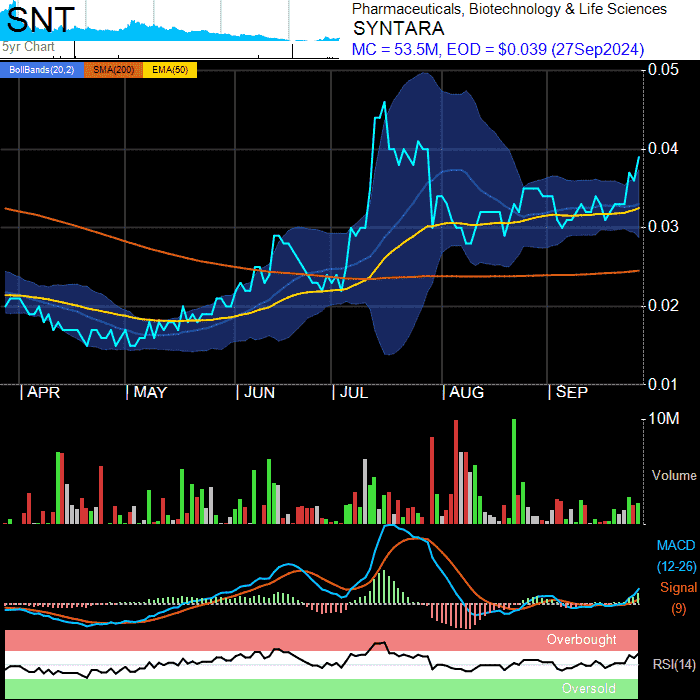 SNT
5yr Chart
Pharmaceuticals, Biotechnology & Life Sciences
SYNTARA
MC = 53.5M, EOD = $0.039 (27Sep2024)
BollBands(20,2) SMA(200) EMA(50)
0.05
0.04
0.03
0.02
0.01
APR MAY JUN JUL AUG SEP
10M
Volume
MACD
(12-26)
Signal
(9)
Overbought
RSI(14)
Oversold